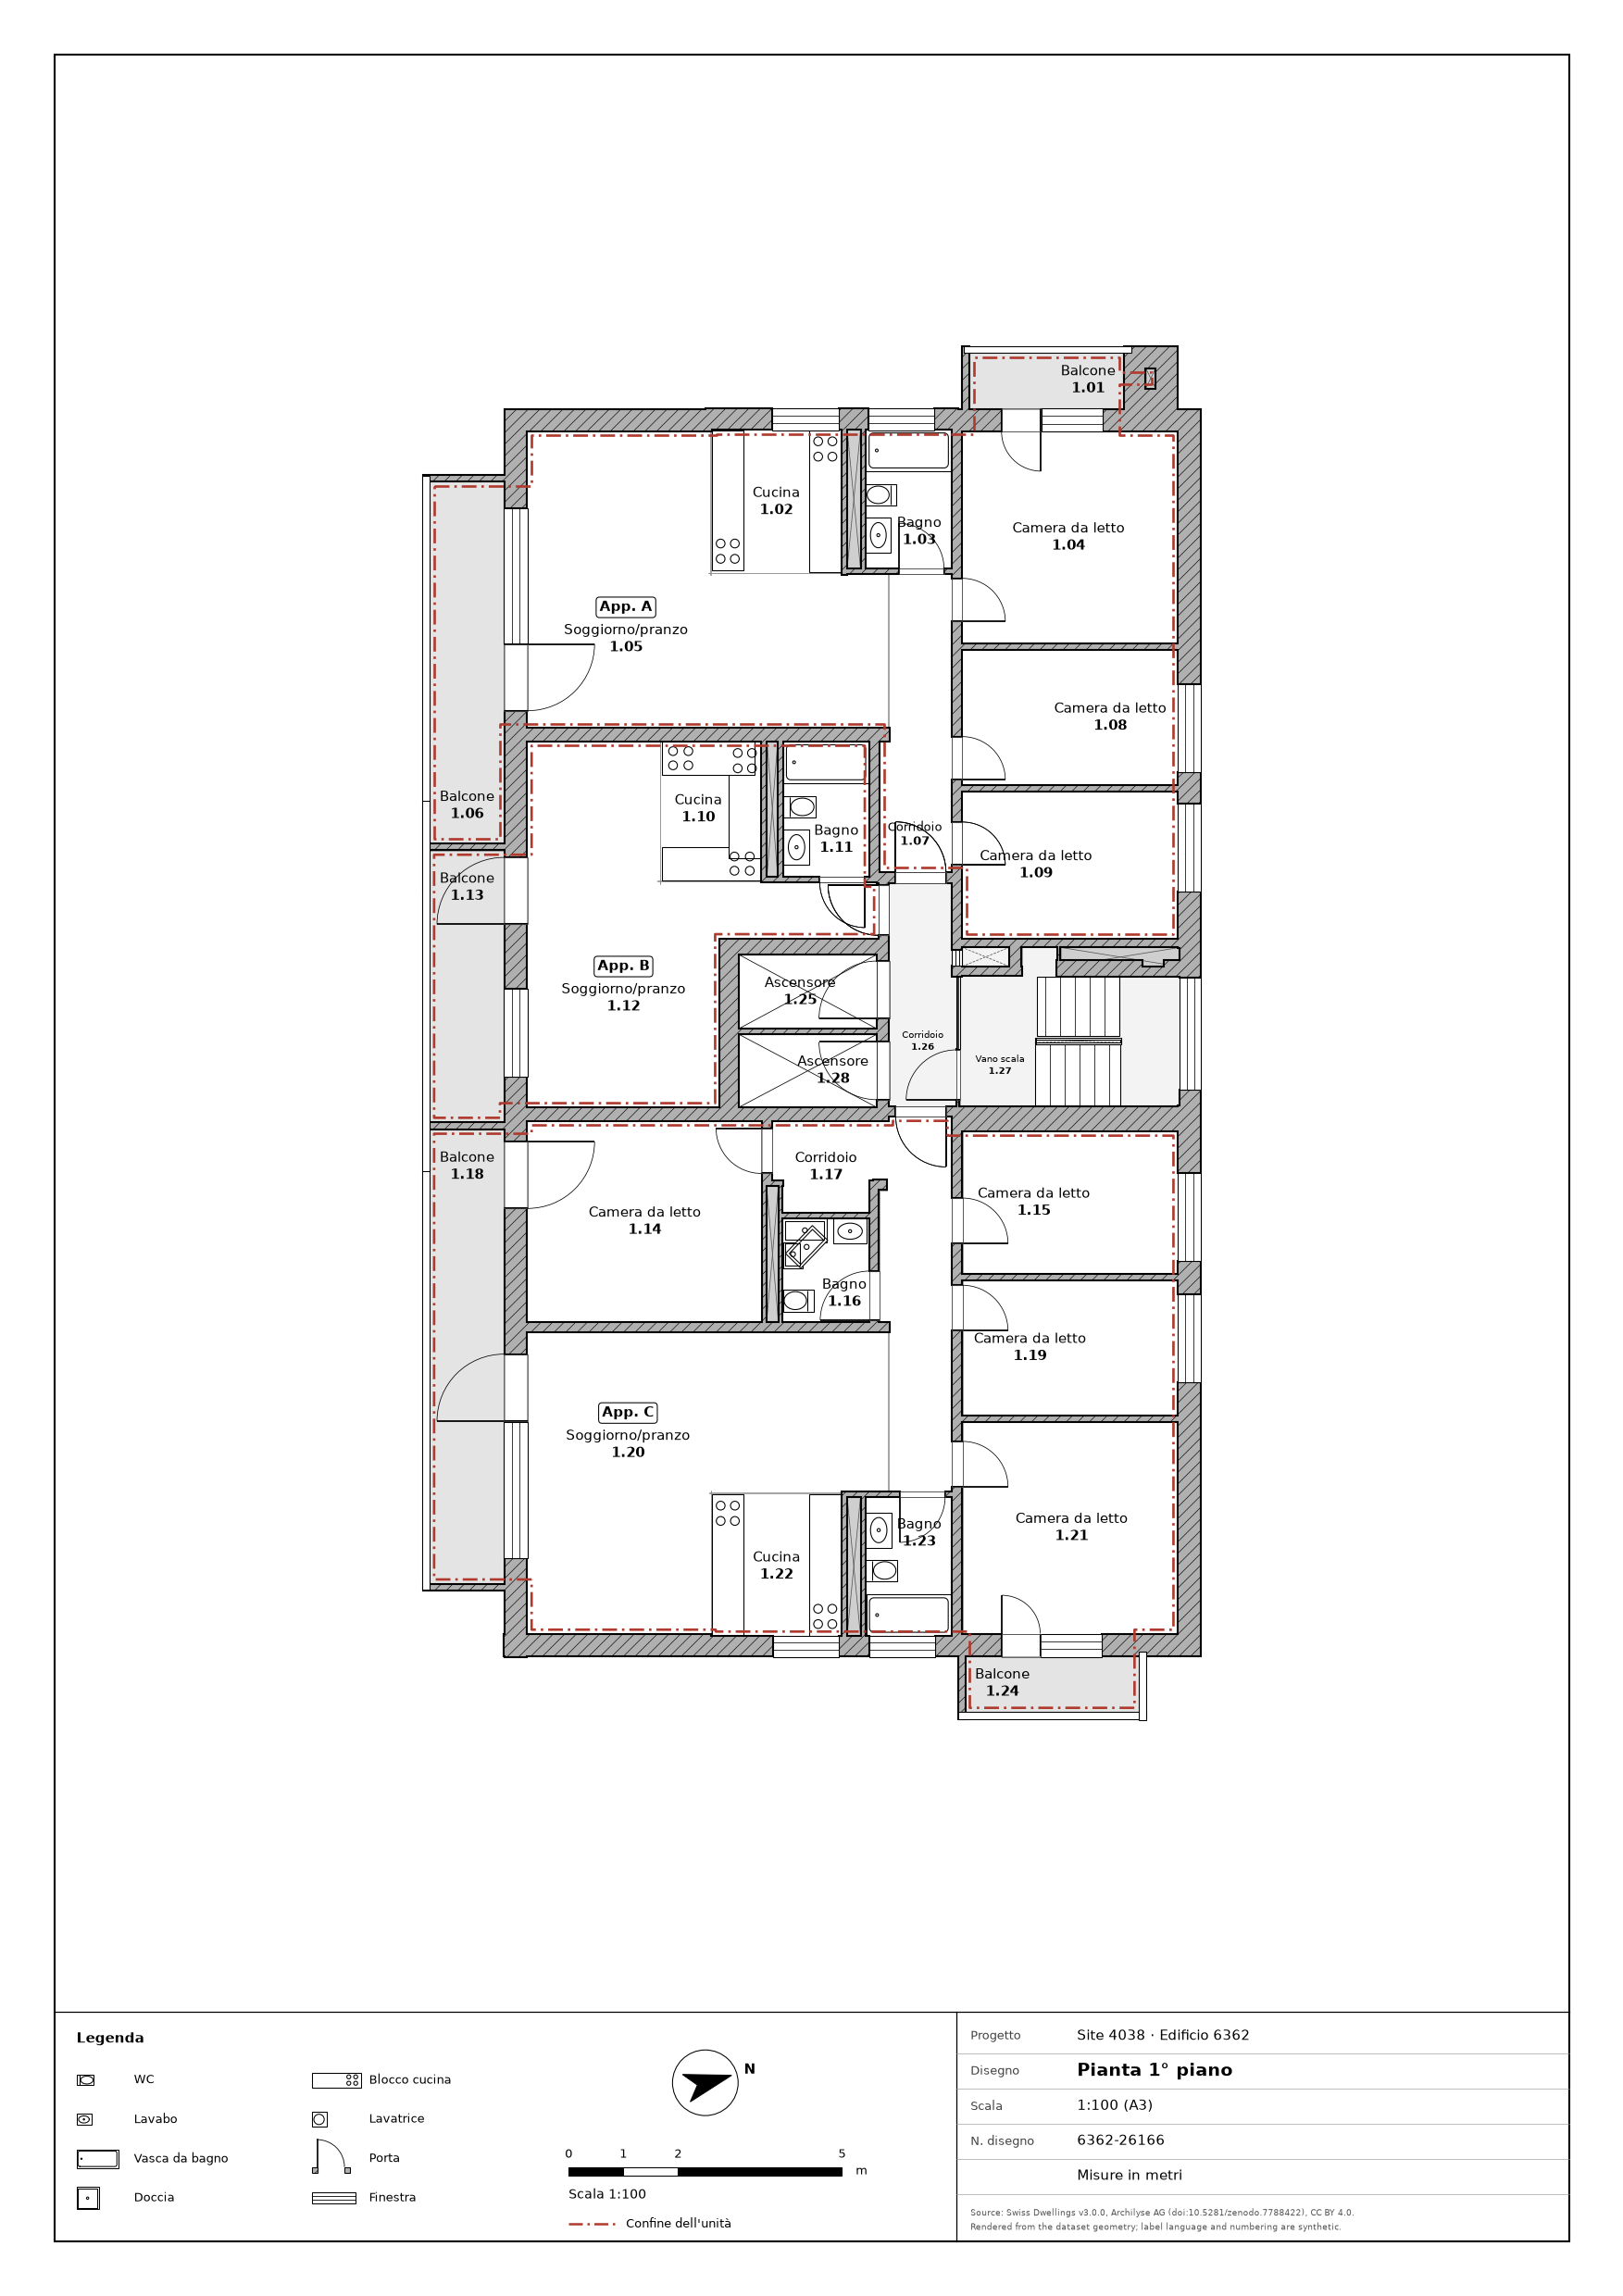 Balcone
1.01
Cucina
1.02
Bagno
1.03
Camera da letto
1.04
App. A
Soggiorno/pranzo
1.05
Camera da letto
1.08
Balcone
1.06
Cucina
1.10
Bagno
1.11
Corridoio
1.07
Camera da letto
1.09
Balcone
1.13
App. B
Soggiorno/pranzo
1.12
Ascensore
1.25
Corridoio
1.26
Vano scala
1.27
Ascensore
1.28
Balcone
1.18
Corridoio
1.17
Camera da letto
1.14
Camera da letto
1.15
Bagno
1.16
Camera da letto
1.19
App. C
Soggiorno/pranzo
1.20
Camera da letto
1.21
Bagno
1.23
Cucina
1.22
Balcone
1.24
Legenda
WC
Lavabo
Vasca da bagno
Doccia
Blocco cucina
Lavatrice
Porta
Finestra
N
0 1 2 5
m
Scala 1:100
Confine dell'unità
Progetto Site 4038 · Edificio 6362
Disegno Pianta 1° piano
Scala 1:100 (A3)
N. disegno 6362-26166
Misure in metri
Source: Swiss Dwellings v3.0.0, Archilyse AG (doi:10.5281/zenodo.7788422), CC BY 4.0.
Rendered from the dataset geometry; label language and numbering are synthetic.